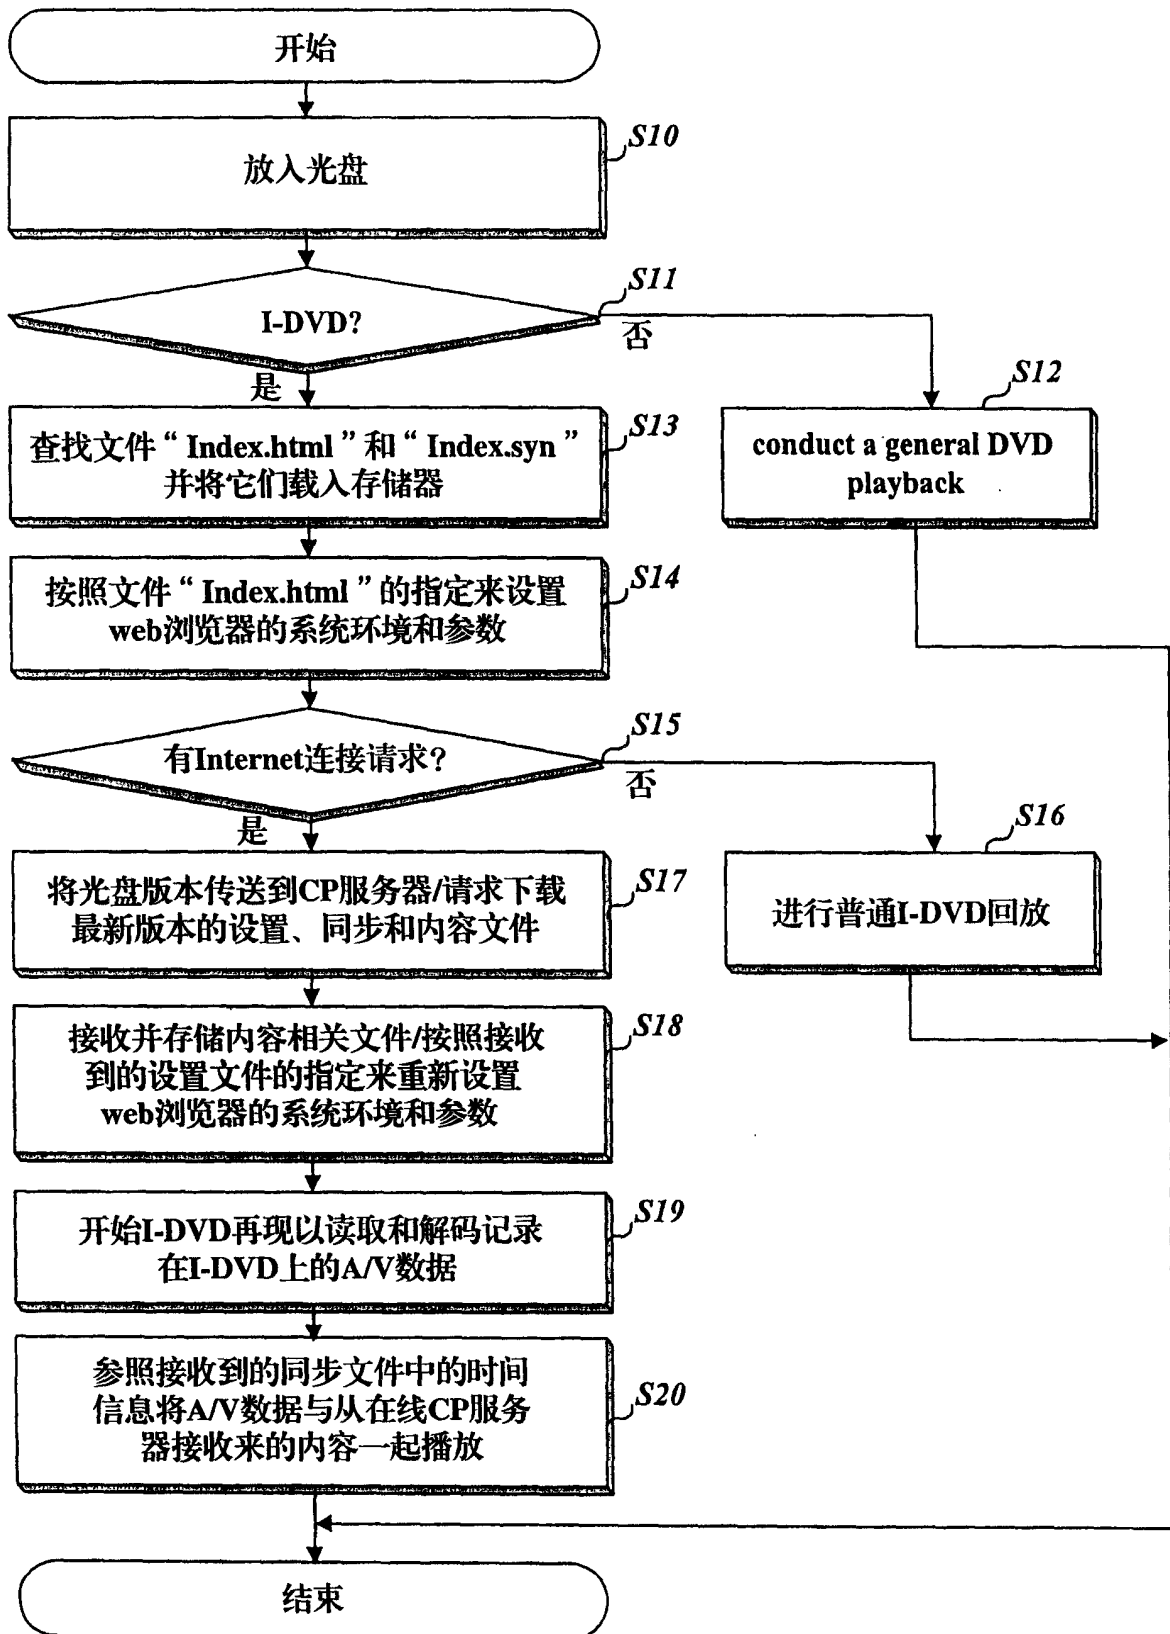 开始
S10
放入光盘
S11
I-DVD?
否
是
S12
conduct a general DVD
playback
S13
查找文件“Index.html”和“Index.syn”
并将它们载入存储器
S14
按照文件“Index.html”的指定来设置
web浏览器的系统环境和参数
S15
有Internet连接请求?
否
是
S16
进行普通I-DVD回放
S17
将光盘版本传送到CP服务器/请求下载
最新版本的设置、同步和内容文件
S18
接收并存储内容相关文件/按照接收
到的设置文件的指定来重新设置
web浏览器的系统环境和参数
S19
开始I-DVD再现以读取和解码记录
在I-DVD上的A/V数据
S20
参照接收到的同步文件中的时间
信息将A/V数据与从在线CP服务
器接收来的内容一起播放
结束